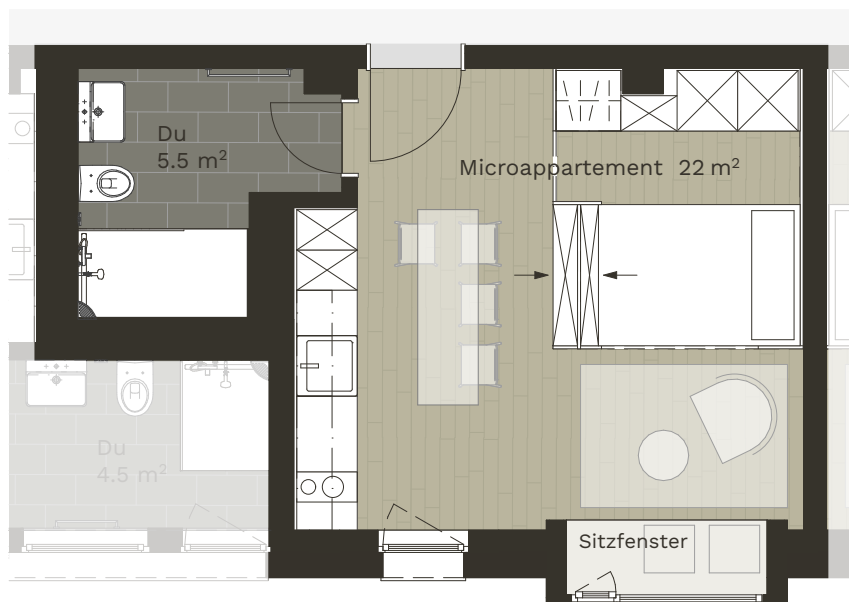 Du
5.5 m²
Microappartement 22 m²
Du
4.5 m²
Sitzfenster